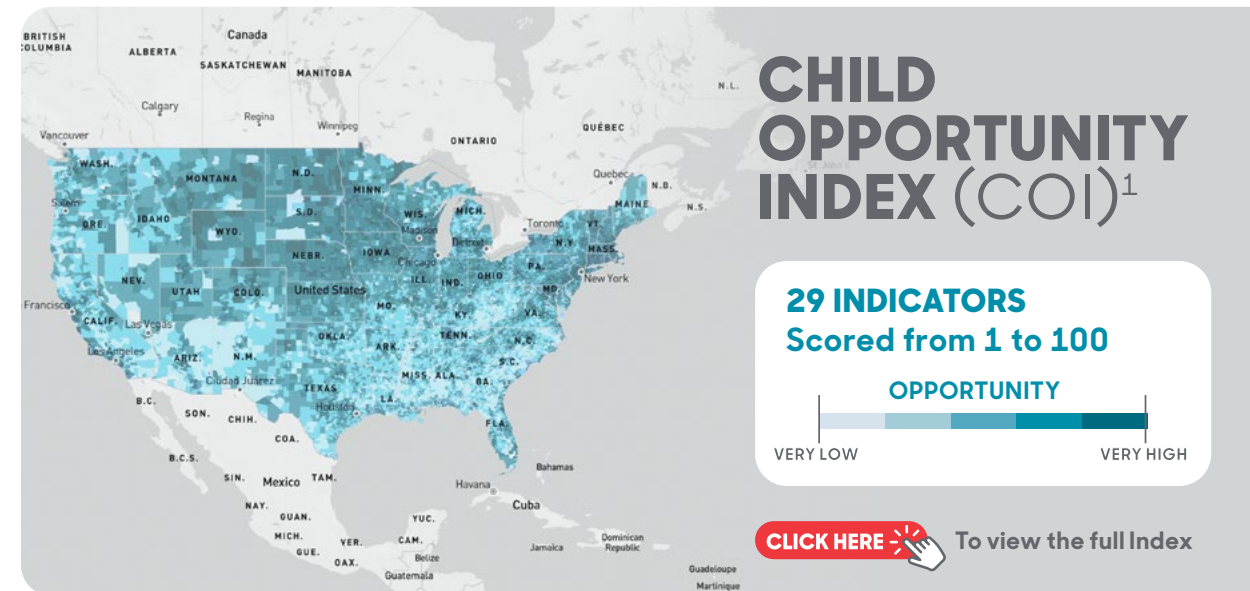 BRITISH
COLUMBIA
ALBERTA
Canada
SASKATCHEWAN
MANITOBA
N.L.
Calgary
Regina
Winnipeg
Vancouver
ONTARIO
QUÉBEC
St. John's
Quebec
N.B.
N.S.
MAINE
WASH.
MONTANA
N.D.
MINN.
Salem
ORE.
IDAHO
WYO.
S.D.
WIS.
Madison
MICH.
Detroit
Toronto
VT.
N.Y.
MASS.
NEBR.
IOWA
Chicago
ILL.
IND.
OHIO
PA.
MD.
New York
NEV.
UTAH
COLO.
United States
MO.
KY.
VA.
Francisco
CALIF.
Las Vegas
OKLA.
ARK.
TENN.
N.C.
S.C.
Los Angeles
ARIZ.
N.M.
Ciudad Juárez
TEXAS
MISS.
ALA.
GA.
LA.
Houston
FLA.
B.C.
SON.
CHIH.
COA.
B.C.S.
SIN.
Mexico
TAM.
NAY.
GUAN.
MICH.
GUE.
VER.
OAX.
YUC.
CAM.
Belize
Guatemala
Havana
Bahamas
Cuba
Jamaica
Dominican
Republic
Guadeloupe
Martinique
CHILD
OPPORTUNITY
INDEX (COI)1
29 INDICATORS
Scored from 1 to 100
OPPORTUNITY
VERY LOW
VERY HIGH
CLICK HERE
To view the full Index